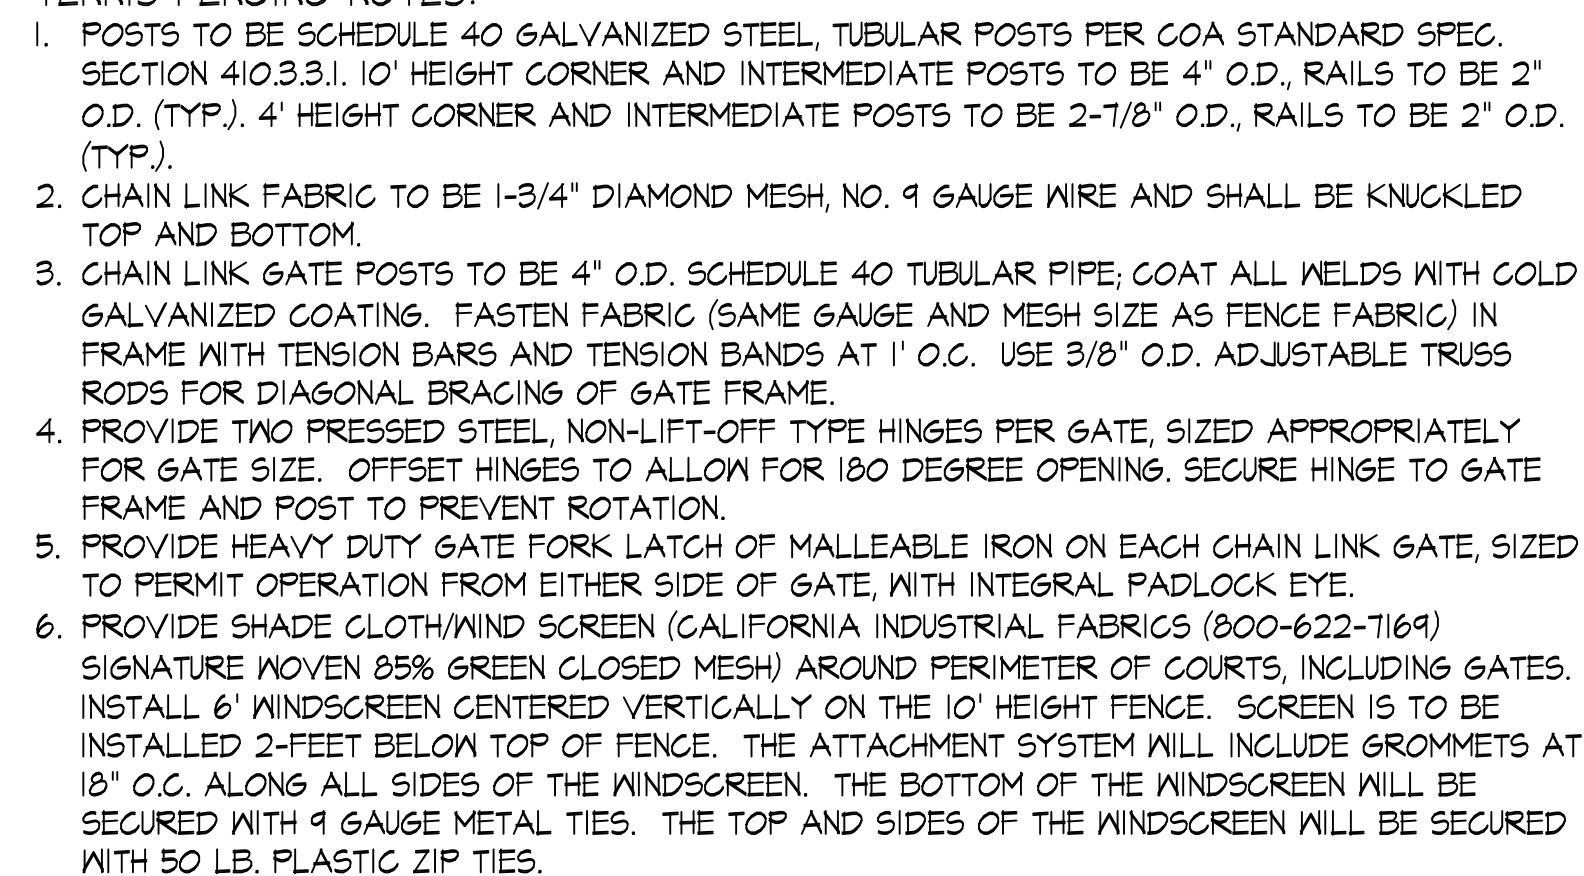 TENNIS FENCING NOTES:
1. POSTS TO BE SCHEDULE 40 GALVANIZED STEEL, TUBULAR POSTS PER COA STANDARD SPEC.
SECTION 410.3.3.1. 10' HEIGHT CORNER AND INTERMEDIATE POSTS TO BE 4" O.D., RAILS TO BE 2"
O.D. (TYP.). 4' HEIGHT CORNER AND INTERMEDIATE POSTS TO BE 2-7/8" O.D., RAILS TO BE 2" O.D.
(TYP.).
2. CHAIN LINK FABRIC TO BE 1-3/4" DIAMOND MESH, NO. 9 GAUGE WIRE AND SHALL BE KNUCKLED
TOP AND BOTTOM.
3. CHAIN LINK GATE POSTS TO BE 4" O.D. SCHEDULE 40 TUBULAR PIPE; COAT ALL WELDS WITH COLD
GALVANIZED COATING. FASTEN FABRIC (SAME GAUGE AND MESH SIZE AS FENCE FABRIC) IN
FRAME WITH TENSION BARS AND TENSION BANDS AT 1' O.C. USE 3/8" O.D. ADJUSTABLE TRUSS
RODS FOR DIAGONAL BRACING OF GATE FRAME.
4. PROVIDE TWO PRESSED STEEL, NON-LIFT-OFF TYPE HINGES PER GATE, SIZED APPROPRIATELY
FOR GATE SIZE. OFFSET HINGES TO ALLOW FOR 180 DEGREE OPENING. SECURE HINGE TO GATE
FRAME AND POST TO PREVENT ROTATION.
5. PROVIDE HEAVY DUTY GATE FORK LATCH OF MALLEABLE IRON ON EACH CHAIN LINK GATE, SIZED
TO PERMIT OPERATION FROM EITHER SIDE OF GATE, WITH INTEGRAL PADLOCK EYE.
6. PROVIDE SHADE CLOTH/WIND SCREEN (CALIFORNIA INDUSTRIAL FABRICS (800-622-7169)
SIGNATURE WOVEN 85% GREEN CLOSED MESH) AROUND PERIMETER OF COURTS, INCLUDING GATES.
INSTALL 6' WINDSCREEN CENTERED VERTICALLY ON THE 10' HEIGHT FENCE. SCREEN IS TO BE
INSTALLED 2-FEET BELOW TOP OF FENCE. THE ATTACHMENT SYSTEM WILL INCLUDE GROMMETS AT
18" O.C. ALONG ALL SIDES OF THE WINDSCREEN. THE BOTTOM OF THE WINDSCREEN WILL BE
SECURED WITH 9 GAUGE METAL TIES. THE TOP AND SIDES OF THE WINDSCREEN WILL BE SECURED
WITH 50 LB. PLASTIC ZIP TIES.